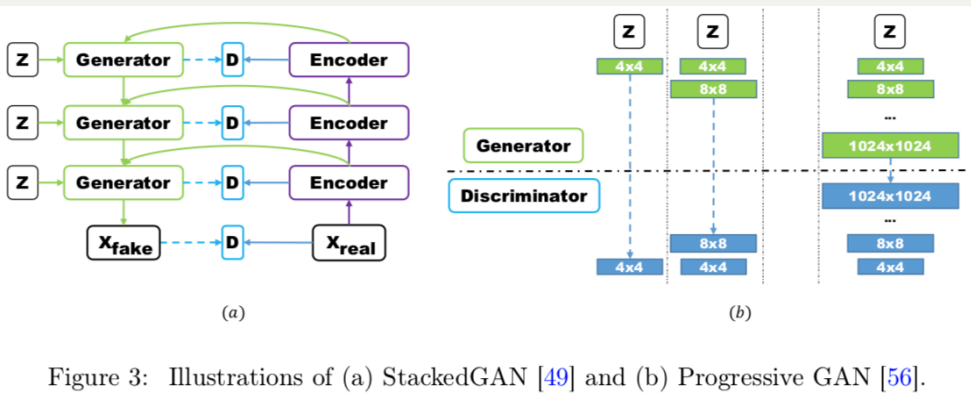 Z Generator D Encoder
Z Generator D Encoder
Z Generator D Encoder
Xfake D Xreal
(a)
Z Z Z
4x4 4x4 4x4
8x8 8x8
...
Generator 1024x1024
Discriminator 1024x1024
...
8x8 8x8
4x4 4x4 4x4
(b)
Figure 3: Illustrations of (a) StackedGAN [49] and (b) Progressive GAN [56].